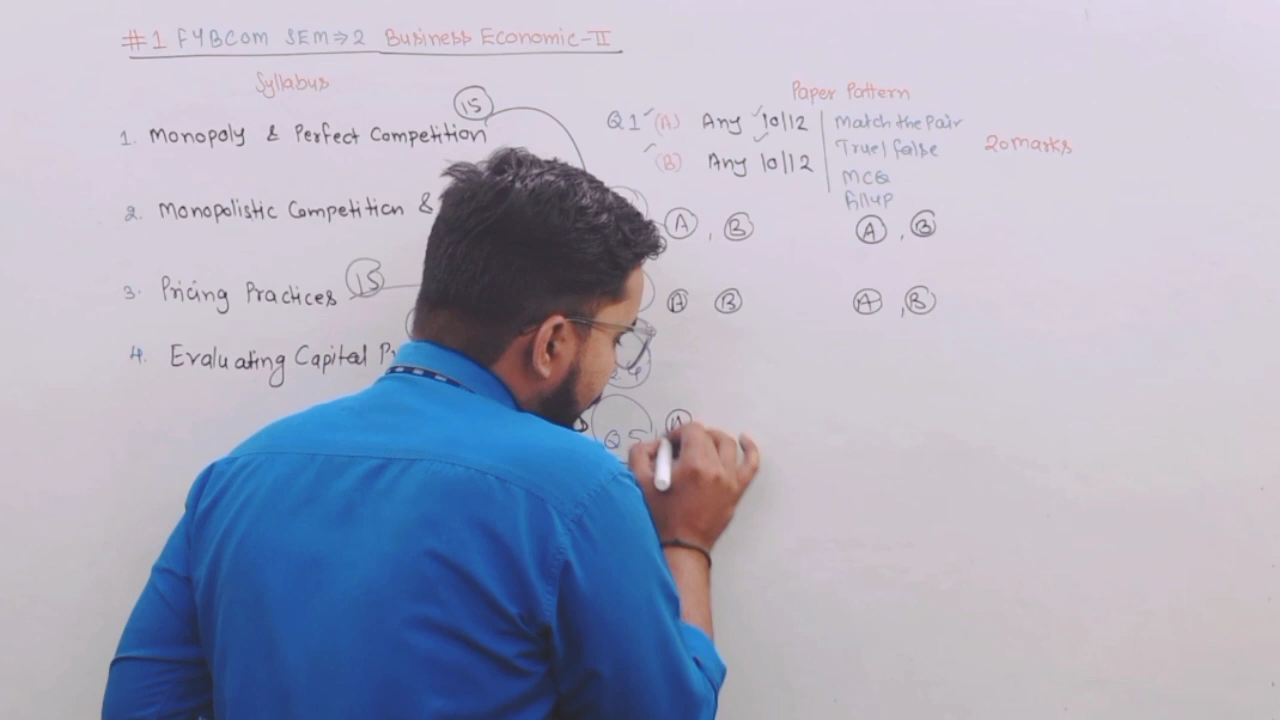 #1 FYBCOM SEM⇒2 Business Economic-II
Syllabus
15
1. Monopoly & Perfect Competition
2. Monopolistic Competition &
3. Pricing Practices 15
4. Evaluating Capital
Paper Pattern
Q1 (A) Any 10/12 Match the Pair
(B) Any 10/12 True/false 20 marks
MCQ
fillup
A , B A , B
A B A , B
Q5